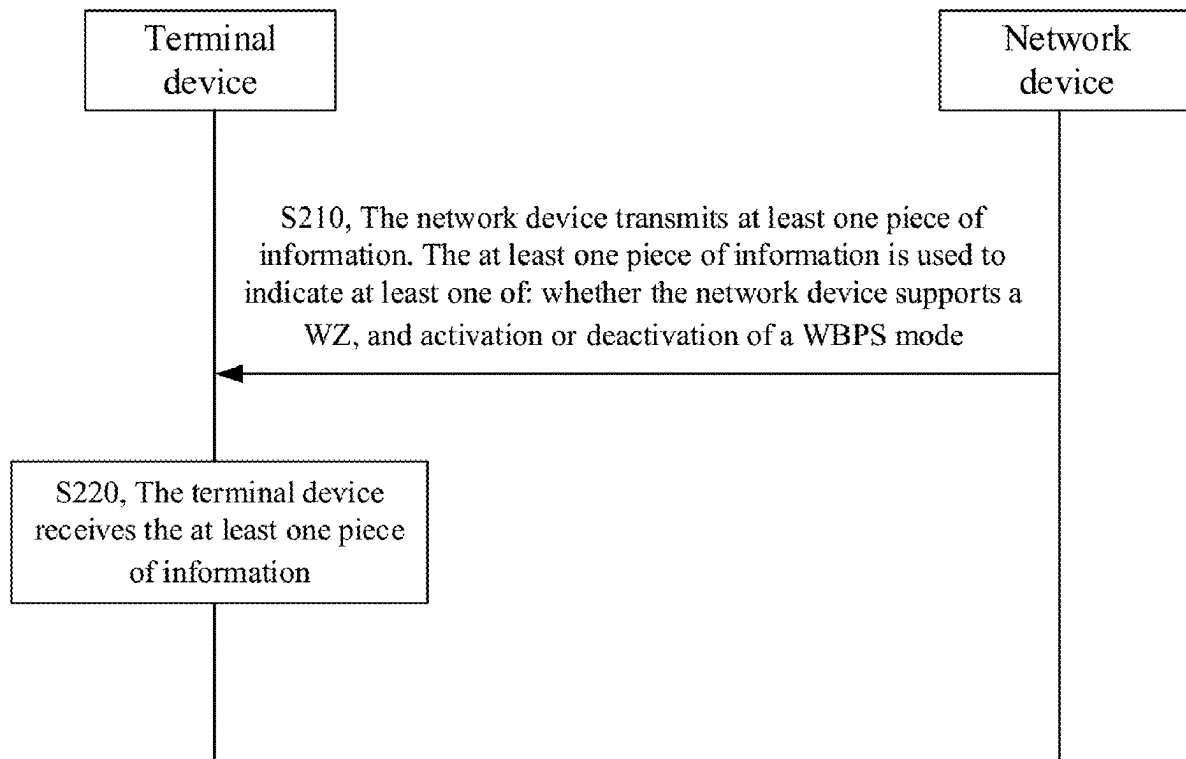 Terminal
device
Network
device
S210, The network device transmits at least one piece of
information. The at least one piece of information is used to
indicate at least one of: whether the network device supports a
WZ, and activation or deactivation of a WBPS mode
S220, The terminal device
receives the at least one piece
of information